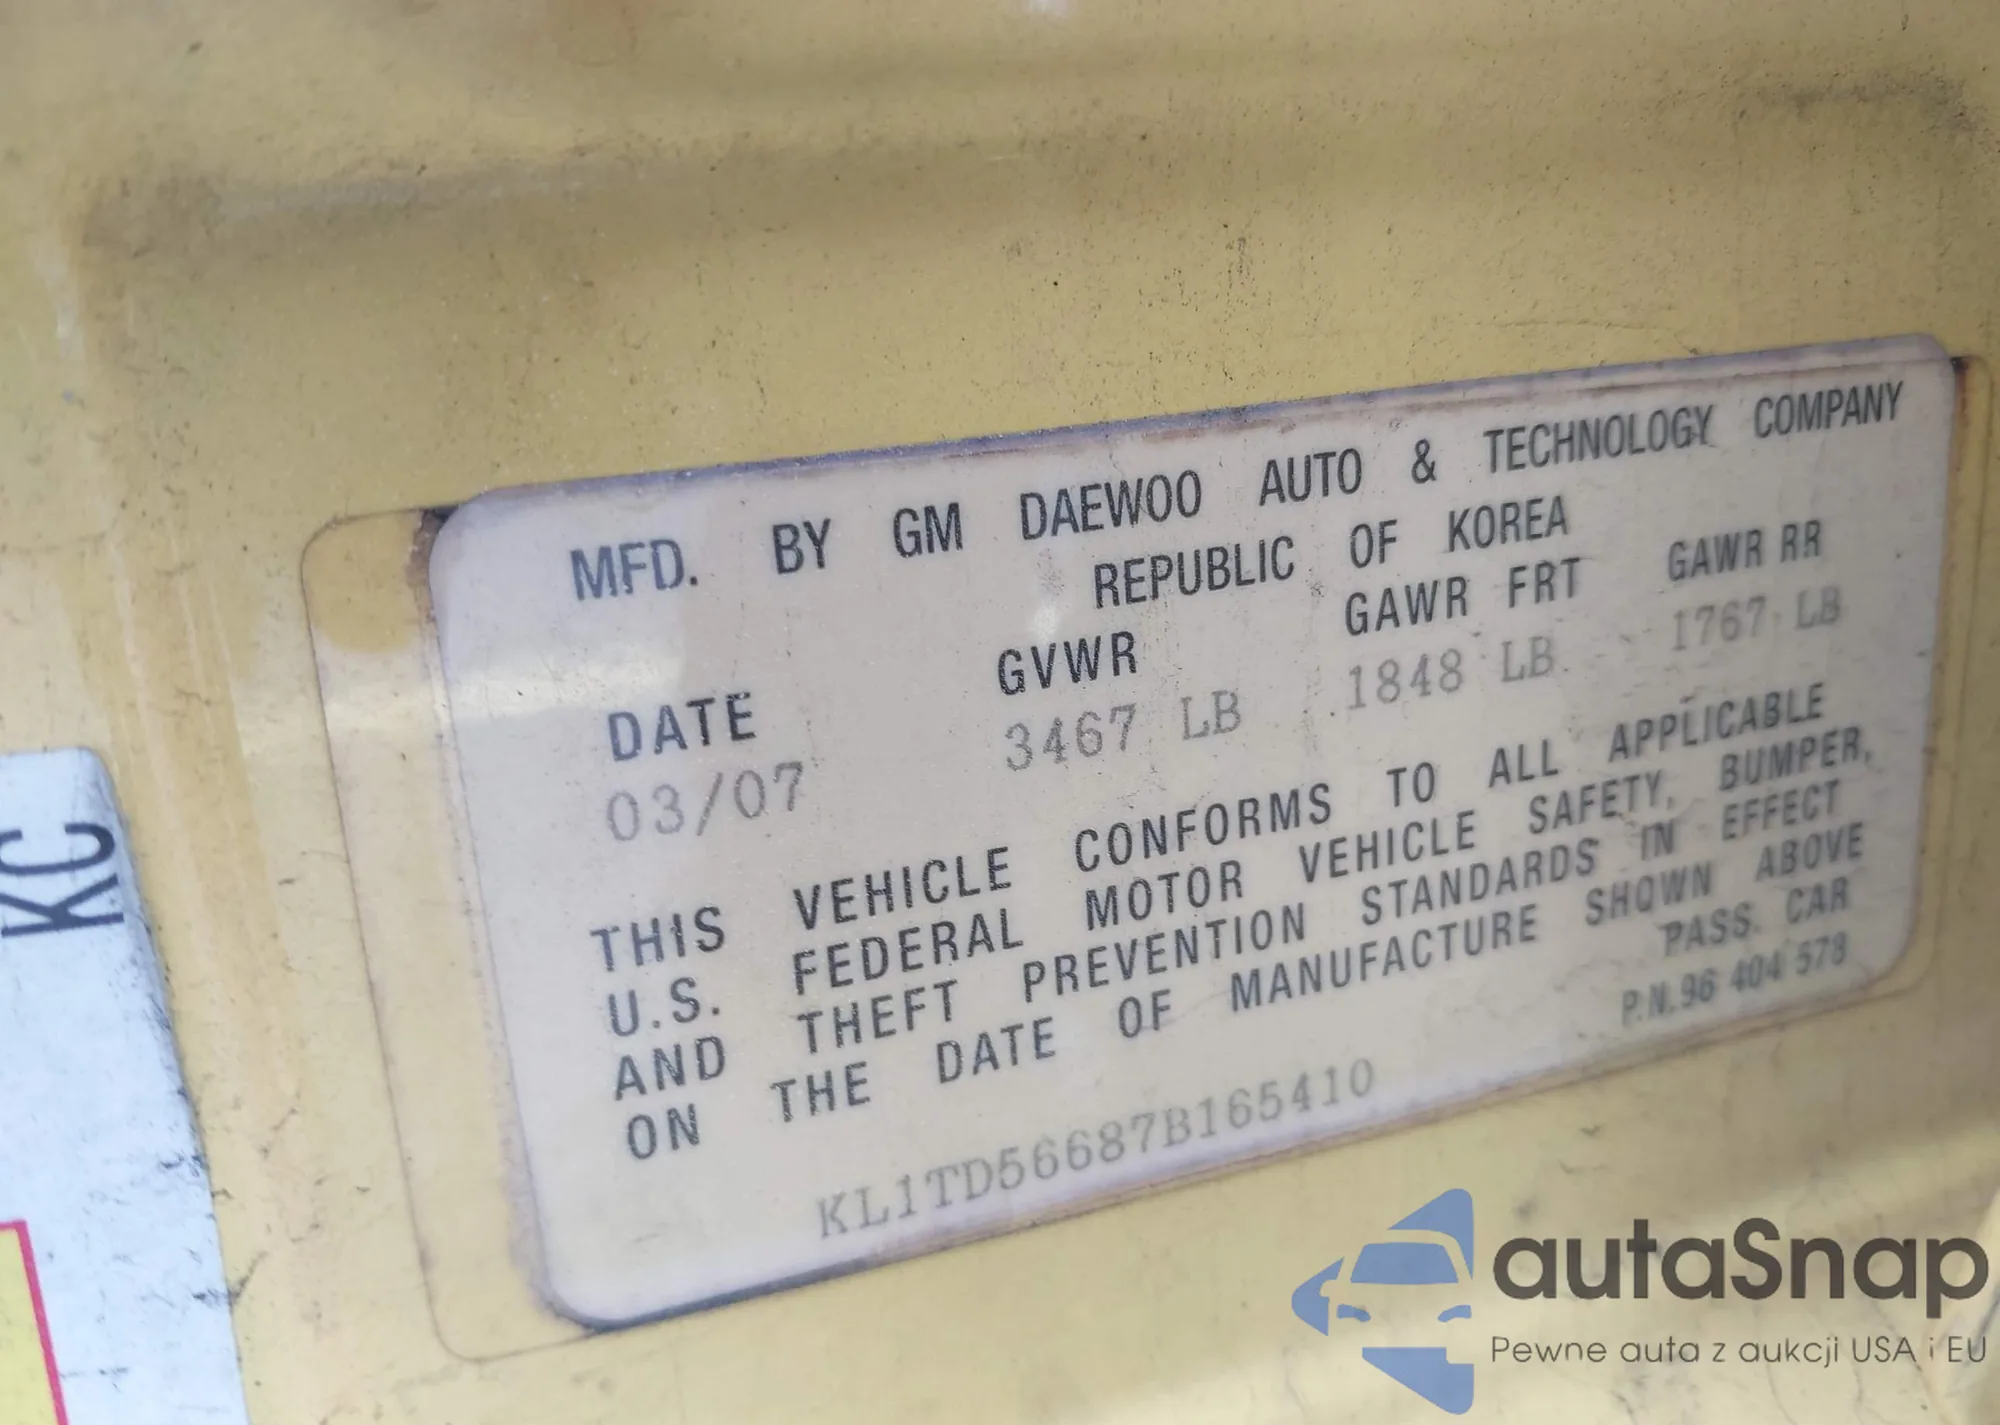 MFD. BY GM DAEWOO AUTO & TECHNOLOGY COMPANY
REPUBLIC OF KOREA
DATE GVWR GAWR FRT GAWR RR
03/07 3467 LB 1848 LB 1767 LB
THIS VEHICLE CONFORMS TO ALL APPLICABLE
U.S. FEDERAL MOTOR VEHICLE SAFETY, BUMPER,
AND THEFT PREVENTION STANDARDS IN EFFECT
ON THE DATE OF MANUFACTURE SHOWN ABOVE
PASS. CAR
KL1TD56687B165410 P.N.96 404 578
KC
autaSnap
Pewne auta z aukcji USA i EU